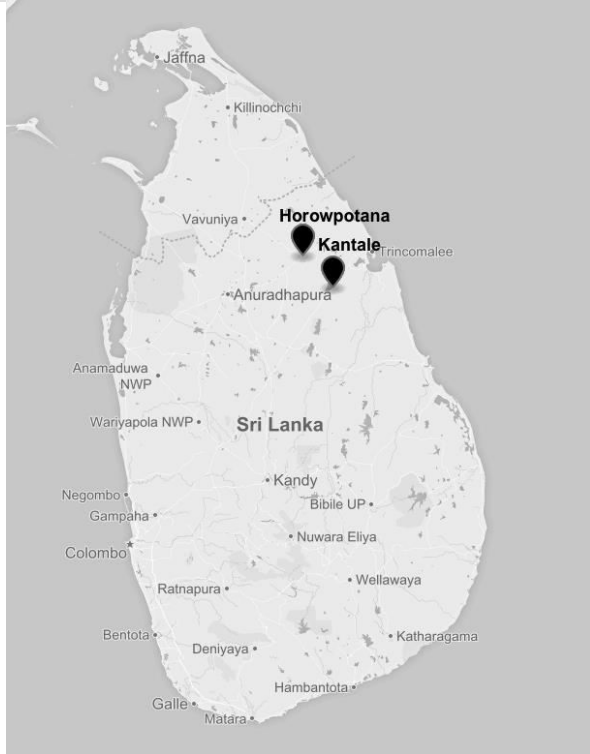 Jaffna
Killinochchi
Horowpotana
Vavuniya
Kantale
Trincomalee
Anuradhapura
Anamaduwa
NWP
Wariyapola NWP
Sri Lanka
Kandy
Negombo
Bibile UP
Gampaha
Nuwara Eliya
Colombo
Wellawaya
Ratnapura
Bentota
Katharagama
Deniyaya
Hambantota
Galle
Matara